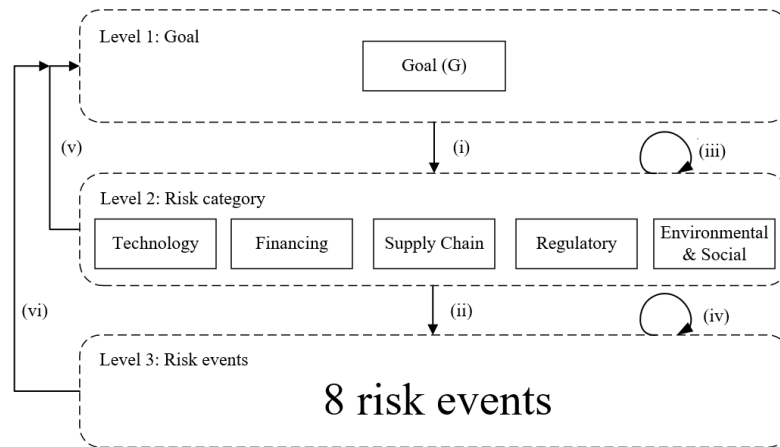 Level 1: Goal
Goal (G)
(v)
(i)
(iii)
Level 2: Risk category
Technology
Financing
Supply Chain
Regulatory
Environmental
& Social
(vi)
(ii)
(iv)
Level 3: Risk events
8 risk events